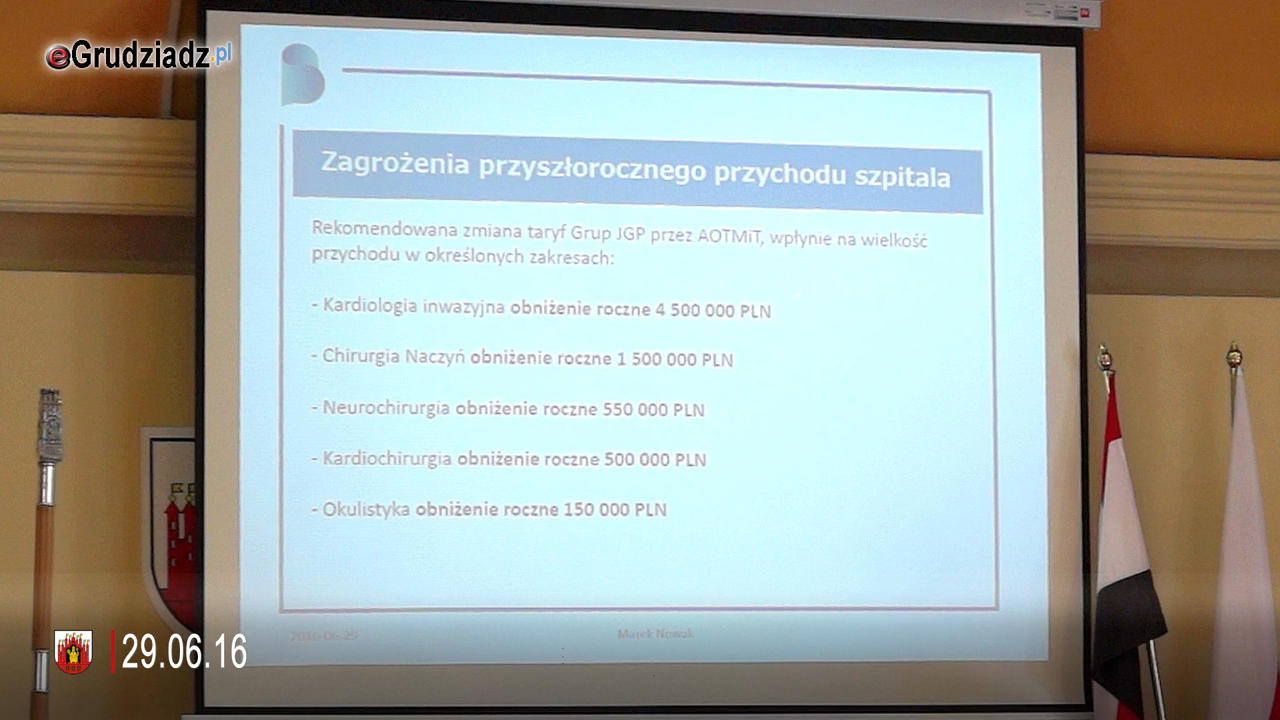 eGrudziadz.pl
Zagrożenia przyszłorocznego przychodu szpitala
Rekomendowana zmiana taryf Grup JGP przez AOTMiT, wpłynie na wielkość
przychodu w określonych zakresach:
- Kardiologia inwazyjna obniżenie roczne 4 500 000 PLN
- Chirurgia Naczyń obniżenie roczne 1 500 000 PLN
- Neurochirurgia obniżenie roczne 550 000 PLN
- Kardiochirurgia obniżenie roczne 500 000 PLN
- Okulistyka obniżenie roczne 150 000 PLN
2016-06-29
Marek Nowak
29.06.16